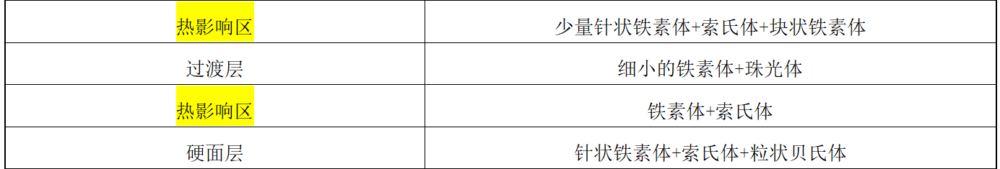 热影响区 少量针状铁素体+索氏体+块状铁素体
过渡层 细小的铁素体+珠光体
热影响区 铁素体+索氏体
硬面层 针状铁素体+索氏体+粒状贝氏体